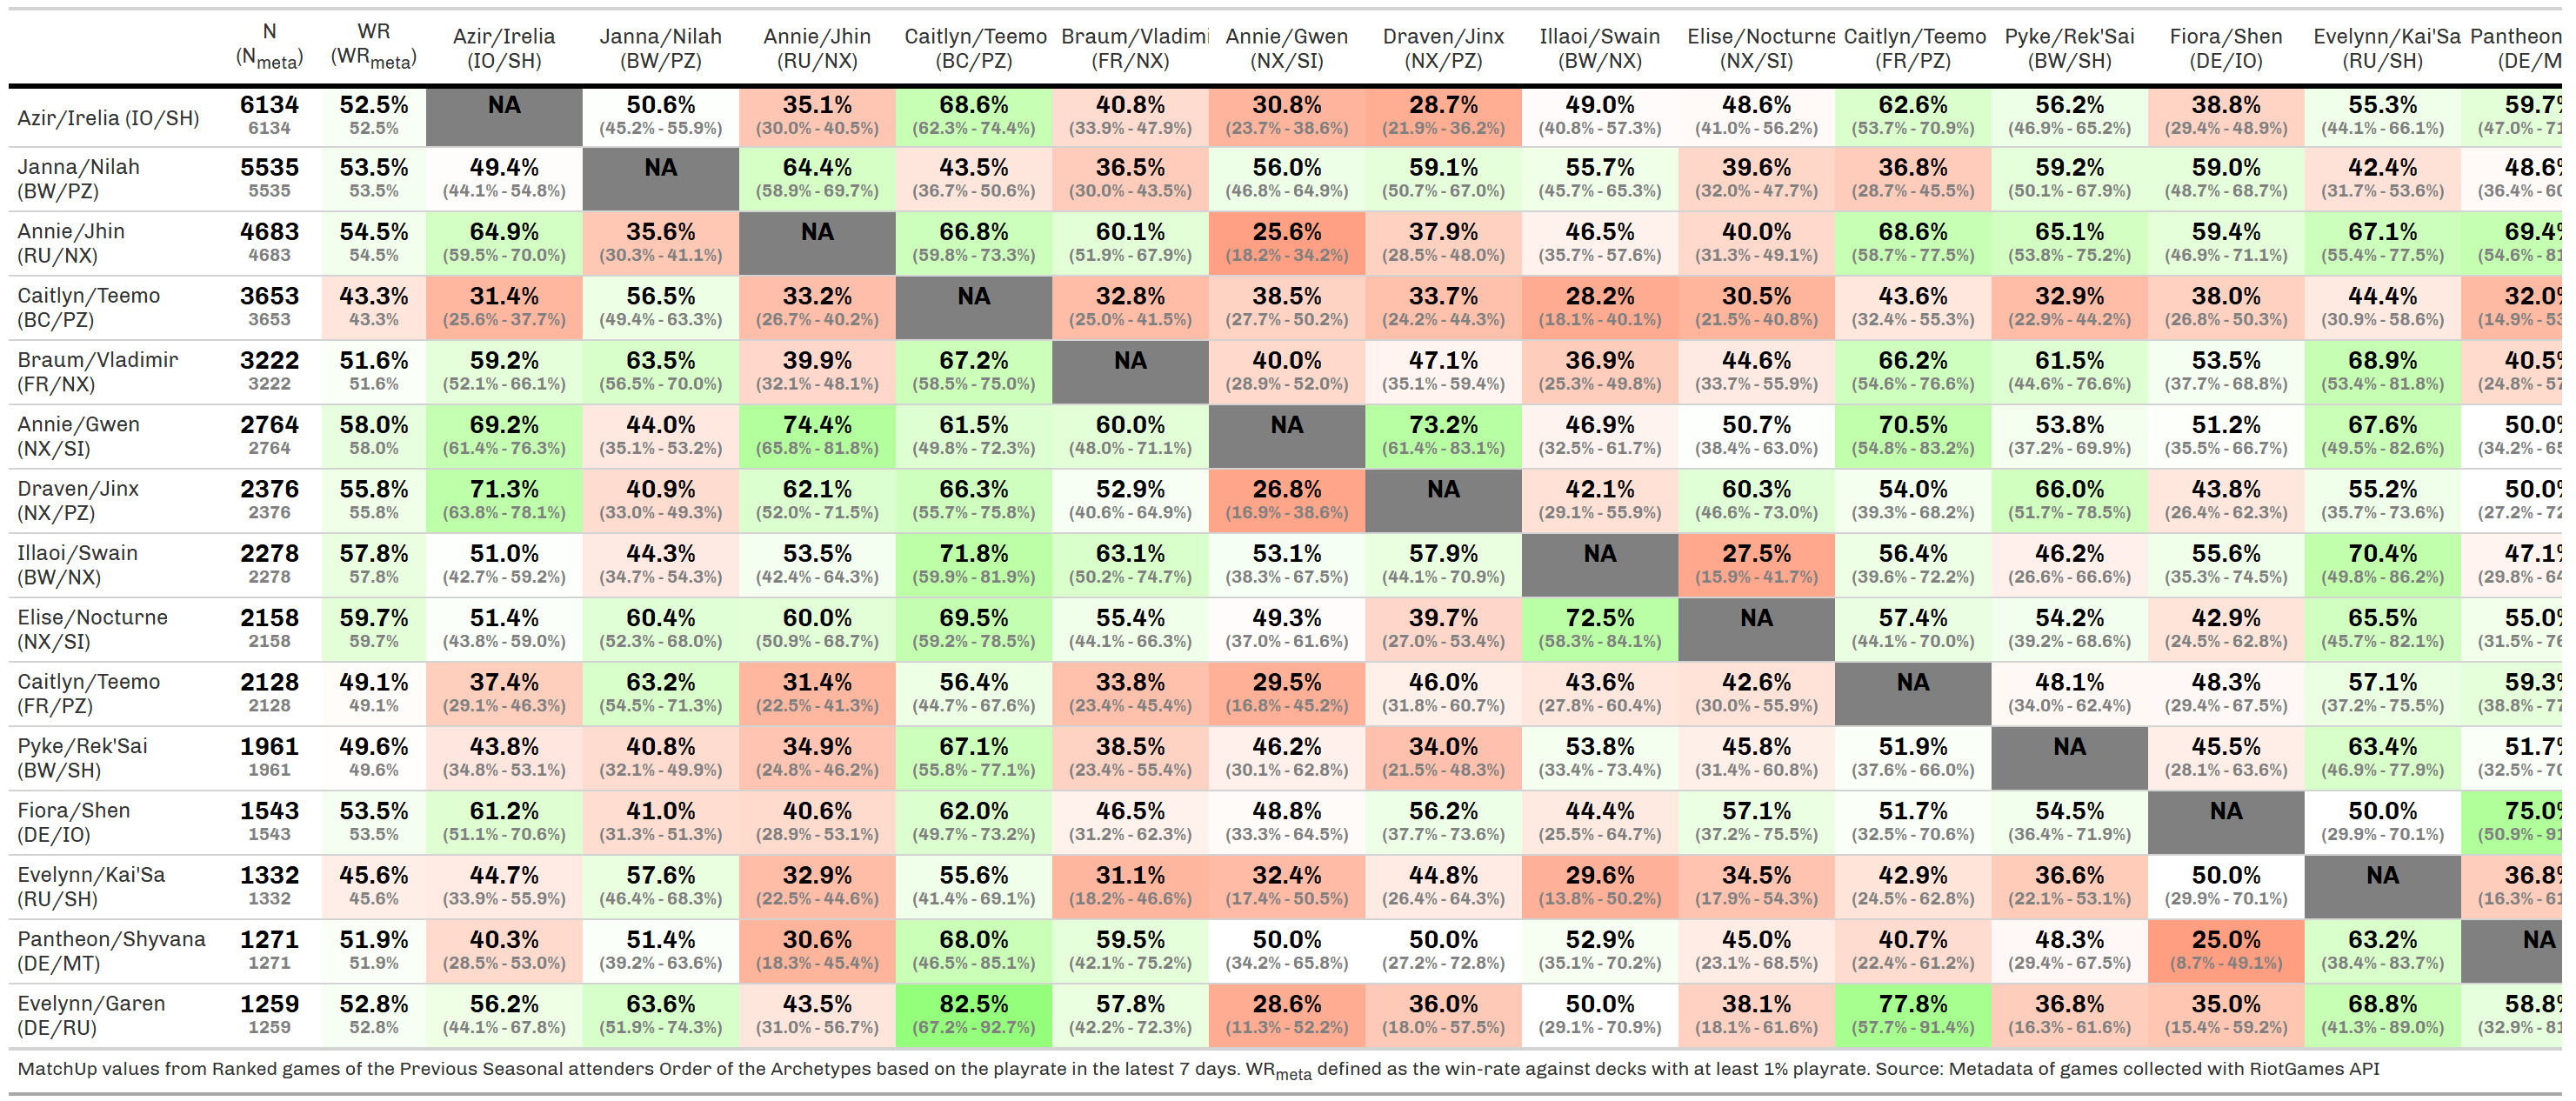 N WR Azir/Irelia Janna/Nilah Annie/Jhin Caitlyn/Teemo Braum/Vladimi Annie/Gwen Draven/Jinx Illaoi/Swain Elise/Nocturne Caitlyn/Teemo Pyke/Rek'Sai Fiora/Shen Evelynn/Kai'Sa Pantheon
(Nmeta) (WRmeta) (IO/SH) (BW/PZ) (RU/NX) (BC/PZ) (FR/NX) (NX/SI) (NX/PZ) (BW/NX) (NX/SI) (FR/PZ) (BW/SH) (DE/IO) (RU/SH) (DE/M
Azir/Irelia (IO/SH) 6134 52.5% NA 50.6% 35.1% 68.6% 40.8% 30.8% 28.7% 49.0% 48.6% 62.6% 56.2% 38.8% 55.3% 59.7%
6134 52.5% (45.2% - 55.9%) (30.0% - 40.5%) (62.3% - 74.4%) (33.9% - 47.9%) (23.7% - 38.6%) (21.9% - 36.2%) (40.8% - 57.3%) (41.0% - 56.2%) (53.7% - 70.9%) (46.9% - 65.2%) (29.4% - 48.9%) (44.1% - 66.1%) (47.0% - 71
Janna/Nilah 5535 53.5% 49.4% NA 64.4% 43.5% 36.5% 56.0% 59.1% 55.7% 39.6% 36.8% 59.2% 59.0% 42.4% 48.6%
(BW/PZ) 5535 53.5% (44.1% - 54.8%) (58.9% - 69.7%) (36.7% - 50.6%) (30.0% - 43.5%) (46.8% - 64.9%) (50.7% - 67.0%) (45.7% - 65.3%) (32.0% - 47.7%) (28.7% - 45.5%) (50.1% - 67.9%) (48.7% - 68.7%) (31.7% - 53.6%) (36.4% - 60
Annie/Jhin 4683 54.5% 64.9% 35.6% NA 66.8% 60.1% 25.6% 37.9% 46.5% 40.0% 68.6% 65.1% 59.4% 67.1% 69.4%
(RU/NX) 4683 54.5% (59.5% - 70.0%) (30.3% - 41.1%) (59.8% - 73.3%) (51.9% - 67.9%) (18.2% - 34.2%) (28.5% - 48.0%) (35.7% - 57.6%) (31.3% - 49.1%) (58.7% - 77.5%) (53.8% - 75.2%) (46.9% - 71.1%) (55.4% - 77.5%) (54.6% - 81
Caitlyn/Teemo 3653 43.3% 31.4% 56.5% 33.2% NA 32.8% 38.5% 33.7% 28.2% 30.5% 43.6% 32.9% 38.0% 44.4% 32.0%
(BC/PZ) 3653 43.3% (25.6% - 37.7%) (49.4% - 63.3%) (26.7% - 40.2%) (25.0% - 41.5%) (27.7% - 50.2%) (24.2% - 44.3%) (18.1% - 40.1%) (21.5% - 40.8%) (32.4% - 55.3%) (22.9% - 44.2%) (26.8% - 50.3%) (30.9% - 58.6%) (14.9% - 53
Braum/Vladimir 3222 51.6% 59.2% 63.5% 39.9% 67.2% NA 40.0% 47.1% 36.9% 44.6% 66.2% 61.5% 53.5% 68.9% 40.5%
(FR/NX) 3222 51.6% (52.1% - 66.1%) (56.5% - 70.0%) (32.1% - 48.1%) (58.5% - 75.0%) (28.9% - 52.0%) (35.1% - 59.4%) (25.3% - 49.8%) (33.7% - 55.9%) (54.6% - 76.6%) (44.6% - 76.6%) (37.7% - 68.8%) (53.4% - 81.8%) (24.8% - 57
Annie/Gwen 2764 58.0% 69.2% 44.0% 74.4% 61.5% 60.0% NA 73.2% 46.9% 50.7% 70.5% 53.8% 51.2% 67.6% 50.0%
(NX/SI) 2764 58.0% (61.4% - 76.3%) (35.1% - 53.2%) (65.8% - 81.8%) (49.8% - 72.3%) (48.0% - 71.1%) (61.4% - 83.1%) (32.5% - 61.7%) (38.4% - 63.0%) (54.8% - 83.2%) (37.2% - 69.9%) (35.5% - 66.7%) (49.5% - 82.6%) (34.2% - 65
Draven/Jinx 2376 55.8% 71.3% 40.9% 62.1% 66.3% 52.9% 26.8% NA 42.1% 60.3% 54.0% 66.0% 43.8% 55.2% 50.0%
(NX/PZ) 2376 55.8% (63.8% - 78.1%) (33.0% - 49.3%) (52.0% - 71.5%) (55.7% - 75.8%) (40.6% - 64.9%) (16.9% - 38.6%) (29.1% - 55.9%) (46.6% - 73.0%) (39.3% - 68.2%) (51.7% - 78.5%) (26.4% - 62.3%) (35.7% - 73.6%) (27.2% - 72
Illaoi/Swain 2278 57.8% 51.0% 44.3% 53.5% 71.8% 63.1% 53.1% 57.9% NA 27.5% 56.4% 46.2% 55.6% 70.4% 47.1%
(BW/NX) 2278 57.8% (42.7% - 59.2%) (34.7% - 54.3%) (42.4% - 64.3%) (59.9% - 81.9%) (50.2% - 74.7%) (38.3% - 67.5%) (44.1% - 70.9%) (15.9% - 41.7%) (39.6% - 72.2%) (26.6% - 66.6%) (35.3% - 74.5%) (49.8% - 86.2%) (29.8% - 64
Elise/Nocturne 2158 59.7% 51.4% 60.4% 60.0% 69.5% 55.4% 49.3% 39.7% 72.5% NA 57.4% 54.2% 42.9% 65.5% 55.0%
(NX/SI) 2158 59.7% (43.8% - 59.0%) (52.3% - 68.0%) (50.9% - 68.7%) (59.2% - 78.5%) (44.1% - 66.3%) (37.0% - 61.6%) (27.0% - 53.4%) (58.3% - 84.1%) (44.1% - 70.0%) (39.2% - 68.6%) (24.5% - 62.8%) (45.7% - 82.1%) (31.5% - 76
Caitlyn/Teemo 2128 49.1% 37.4% 63.2% 31.4% 56.4% 33.8% 29.5% 46.0% 43.6% 42.6% NA 48.1% 48.3% 57.1% 59.3%
(FR/PZ) 2128 49.1% (29.1% - 46.3%) (54.5% - 71.3%) (22.5% - 41.3%) (44.7% - 67.6%) (23.4% - 45.4%) (16.8% - 45.2%) (31.8% - 60.7%) (27.8% - 60.4%) (30.0% - 55.9%) (34.0% - 62.4%) (29.4% - 67.5%) (37.2% - 75.5%) (38.8% - 77
Pyke/Rek'Sai 1961 49.6% 43.8% 40.8% 34.9% 67.1% 38.5% 46.2% 34.0% 53.8% 45.8% 51.9% NA 45.5% 63.4% 51.7%
(BW/SH) 1961 49.6% (34.8% - 53.1%) (32.1% - 49.9%) (24.8% - 46.2%) (55.8% - 77.1%) (23.4% - 55.4%) (30.1% - 62.8%) (21.5% - 48.3%) (33.4% - 73.4%) (31.4% - 60.8%) (37.6% - 66.0%) (28.1% - 63.6%) (46.9% - 77.9%) (32.5% - 70
Fiora/Shen 1543 53.5% 61.2% 41.0% 40.6% 62.0% 46.5% 48.8% 56.2% 44.4% 57.1% 51.7% 54.5% NA 50.0% 75.0%
(DE/IO) 1543 53.5% (51.1% - 70.6%) (31.3% - 51.3%) (28.9% - 53.1%) (49.7% - 73.2%) (31.2% - 62.3%) (33.3% - 64.5%) (37.7% - 73.6%) (25.5% - 64.7%) (37.2% - 75.5%) (32.5% - 70.6%) (36.4% - 71.9%) (29.9% - 70.1%) (50.9% - 91
Evelynn/Kai'Sa 1332 45.6% 44.7% 57.6% 32.9% 55.6% 31.1% 32.4% 44.8% 29.6% 34.5% 42.9% 36.6% 50.0% NA 36.8%
(RU/SH) 1332 45.6% (33.9% - 55.9%) (46.4% - 68.3%) (22.5% - 44.6%) (41.4% - 69.1%) (18.2% - 46.6%) (17.4% - 50.5%) (26.4% - 64.3%) (13.8% - 50.2%) (17.9% - 54.3%) (24.5% - 62.8%) (22.1% - 53.1%) (29.9% - 70.1%) (16.3% - 61
Pantheon/Shyvana 1271 51.9% 40.3% 51.4% 30.6% 68.0% 59.5% 50.0% 50.0% 52.9% 45.0% 40.7% 48.3% 25.0% 63.2% NA
(DE/MT) 1271 51.9% (28.5% - 53.0%) (39.2% - 63.6%) (18.3% - 45.4%) (46.5% - 85.1%) (42.1% - 75.2%) (34.2% - 65.8%) (27.2% - 72.8%) (35.1% - 70.2%) (23.1% - 68.5%) (22.4% - 61.2%) (29.4% - 67.5%) (8.7% - 49.1%) (38.4% - 83.7%)
Evelynn/Garen 1259 52.8% 56.2% 63.6% 43.5% 82.5% 57.8% 28.6% 36.0% 50.0% 38.1% 77.8% 36.8% 35.0% 68.8% 58.8%
(DE/RU) 1259 52.8% (44.1% - 67.8%) (51.9% - 74.3%) (31.0% - 56.7%) (67.2% - 92.7%) (42.2% - 72.3%) (11.3% - 52.2%) (18.0% - 57.5%) (29.1% - 70.9%) (18.1% - 61.6%) (57.7% - 91.4%) (16.3% - 61.6%) (15.4% - 59.2%) (41.3% - 89.0%) (32.9% - 81
MatchUp values from Ranked games of the Previous Seasonal attenders Order of the Archetypes based on the playrate in the latest 7 days. WRmeta defined as the win-rate against decks with at least 1% playrate. Source: Metadata of games collected with RiotGames API